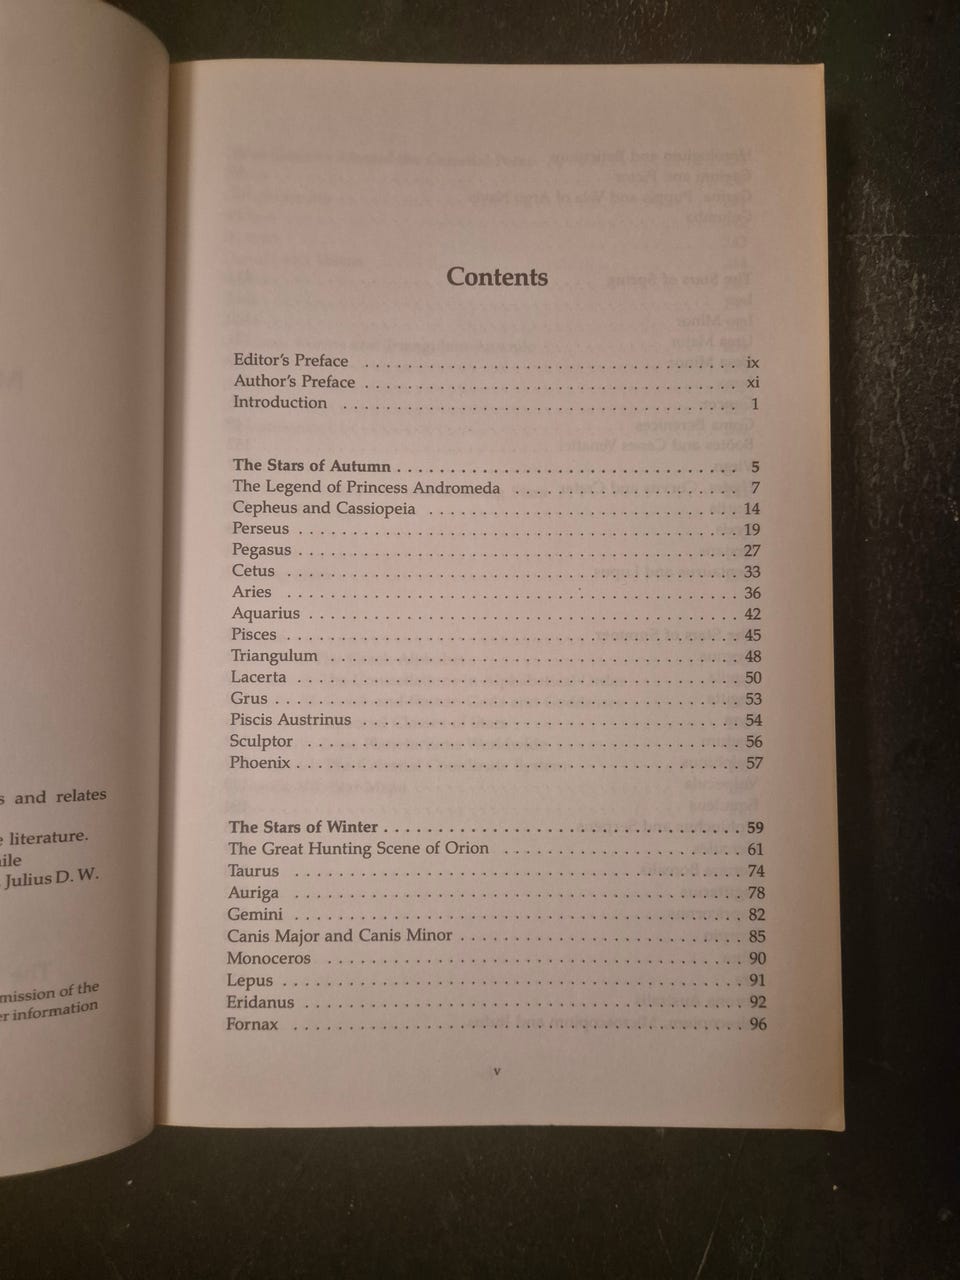 s and relates
literature.
Julius D. W.
mission of the
r information
Contents
Editor's Preface . . . . . . . . . . . . . . . . . . . . . . . . . . . . . . ix
Author's Preface . . . . . . . . . . . . . . . . . . . . . . . . . . . . . . xi
Introduction . . . . . . . . . . . . . . . . . . . . . . . . . . . . . . 1
The Stars of Autumn . . . . . . . . . . . . . . . . . . . . . . . . . . . . 5
The Legend of Princess Andromeda . . . . . . . . . . . . . . . . . . 7
Cepheus and Cassiopeia . . . . . . . . . . . . . . . . . . . . . . . . . 14
Perseus . . . . . . . . . . . . . . . . . . . . . . . . . . . . . . . . . 19
Pegasus . . . . . . . . . . . . . . . . . . . . . . . . . . . . . . . . . 27
Cetus . . . . . . . . . . . . . . . . . . . . . . . . . . . . . . . . . . 33
Aries . . . . . . . . . . . . . . . . . . . . . . . . . . . . . . . . . . 36
Aquarius . . . . . . . . . . . . . . . . . . . . . . . . . . . . . . . . 42
Pisces . . . . . . . . . . . . . . . . . . . . . . . . . . . . . . . . . . 45
Triangulum . . . . . . . . . . . . . . . . . . . . . . . . . . . . . . . 48
Lacerta . . . . . . . . . . . . . . . . . . . . . . . . . . . . . . . . . 50
Grus . . . . . . . . . . . . . . . . . . . . . . . . . . . . . . . . . . . 53
Piscis Austrinus . . . . . . . . . . . . . . . . . . . . . . . . . . . . . 54
Sculptor . . . . . . . . . . . . . . . . . . . . . . . . . . . . . . . . . 56
Phoenix . . . . . . . . . . . . . . . . . . . . . . . . . . . . . . . . . 57
The Stars of Winter . . . . . . . . . . . . . . . . . . . . . . . . . . . 59
The Great Hunting Scene of Orion . . . . . . . . . . . . . . . . . . 61
Taurus . . . . . . . . . . . . . . . . . . . . . . . . . . . . . . . . . . 74
Auriga . . . . . . . . . . . . . . . . . . . . . . . . . . . . . . . . . . 78
Gemini . . . . . . . . . . . . . . . . . . . . . . . . . . . . . . . . . . 82
Canis Major and Canis Minor . . . . . . . . . . . . . . . . . . . . . 85
Monoceros . . . . . . . . . . . . . . . . . . . . . . . . . . . . . . . . 90
Lepus . . . . . . . . . . . . . . . . . . . . . . . . . . . . . . . . . . 91
Eridanus . . . . . . . . . . . . . . . . . . . . . . . . . . . . . . . . . 92
Fornax . . . . . . . . . . . . . . . . . . . . . . . . . . . . . . . . . . 96
v